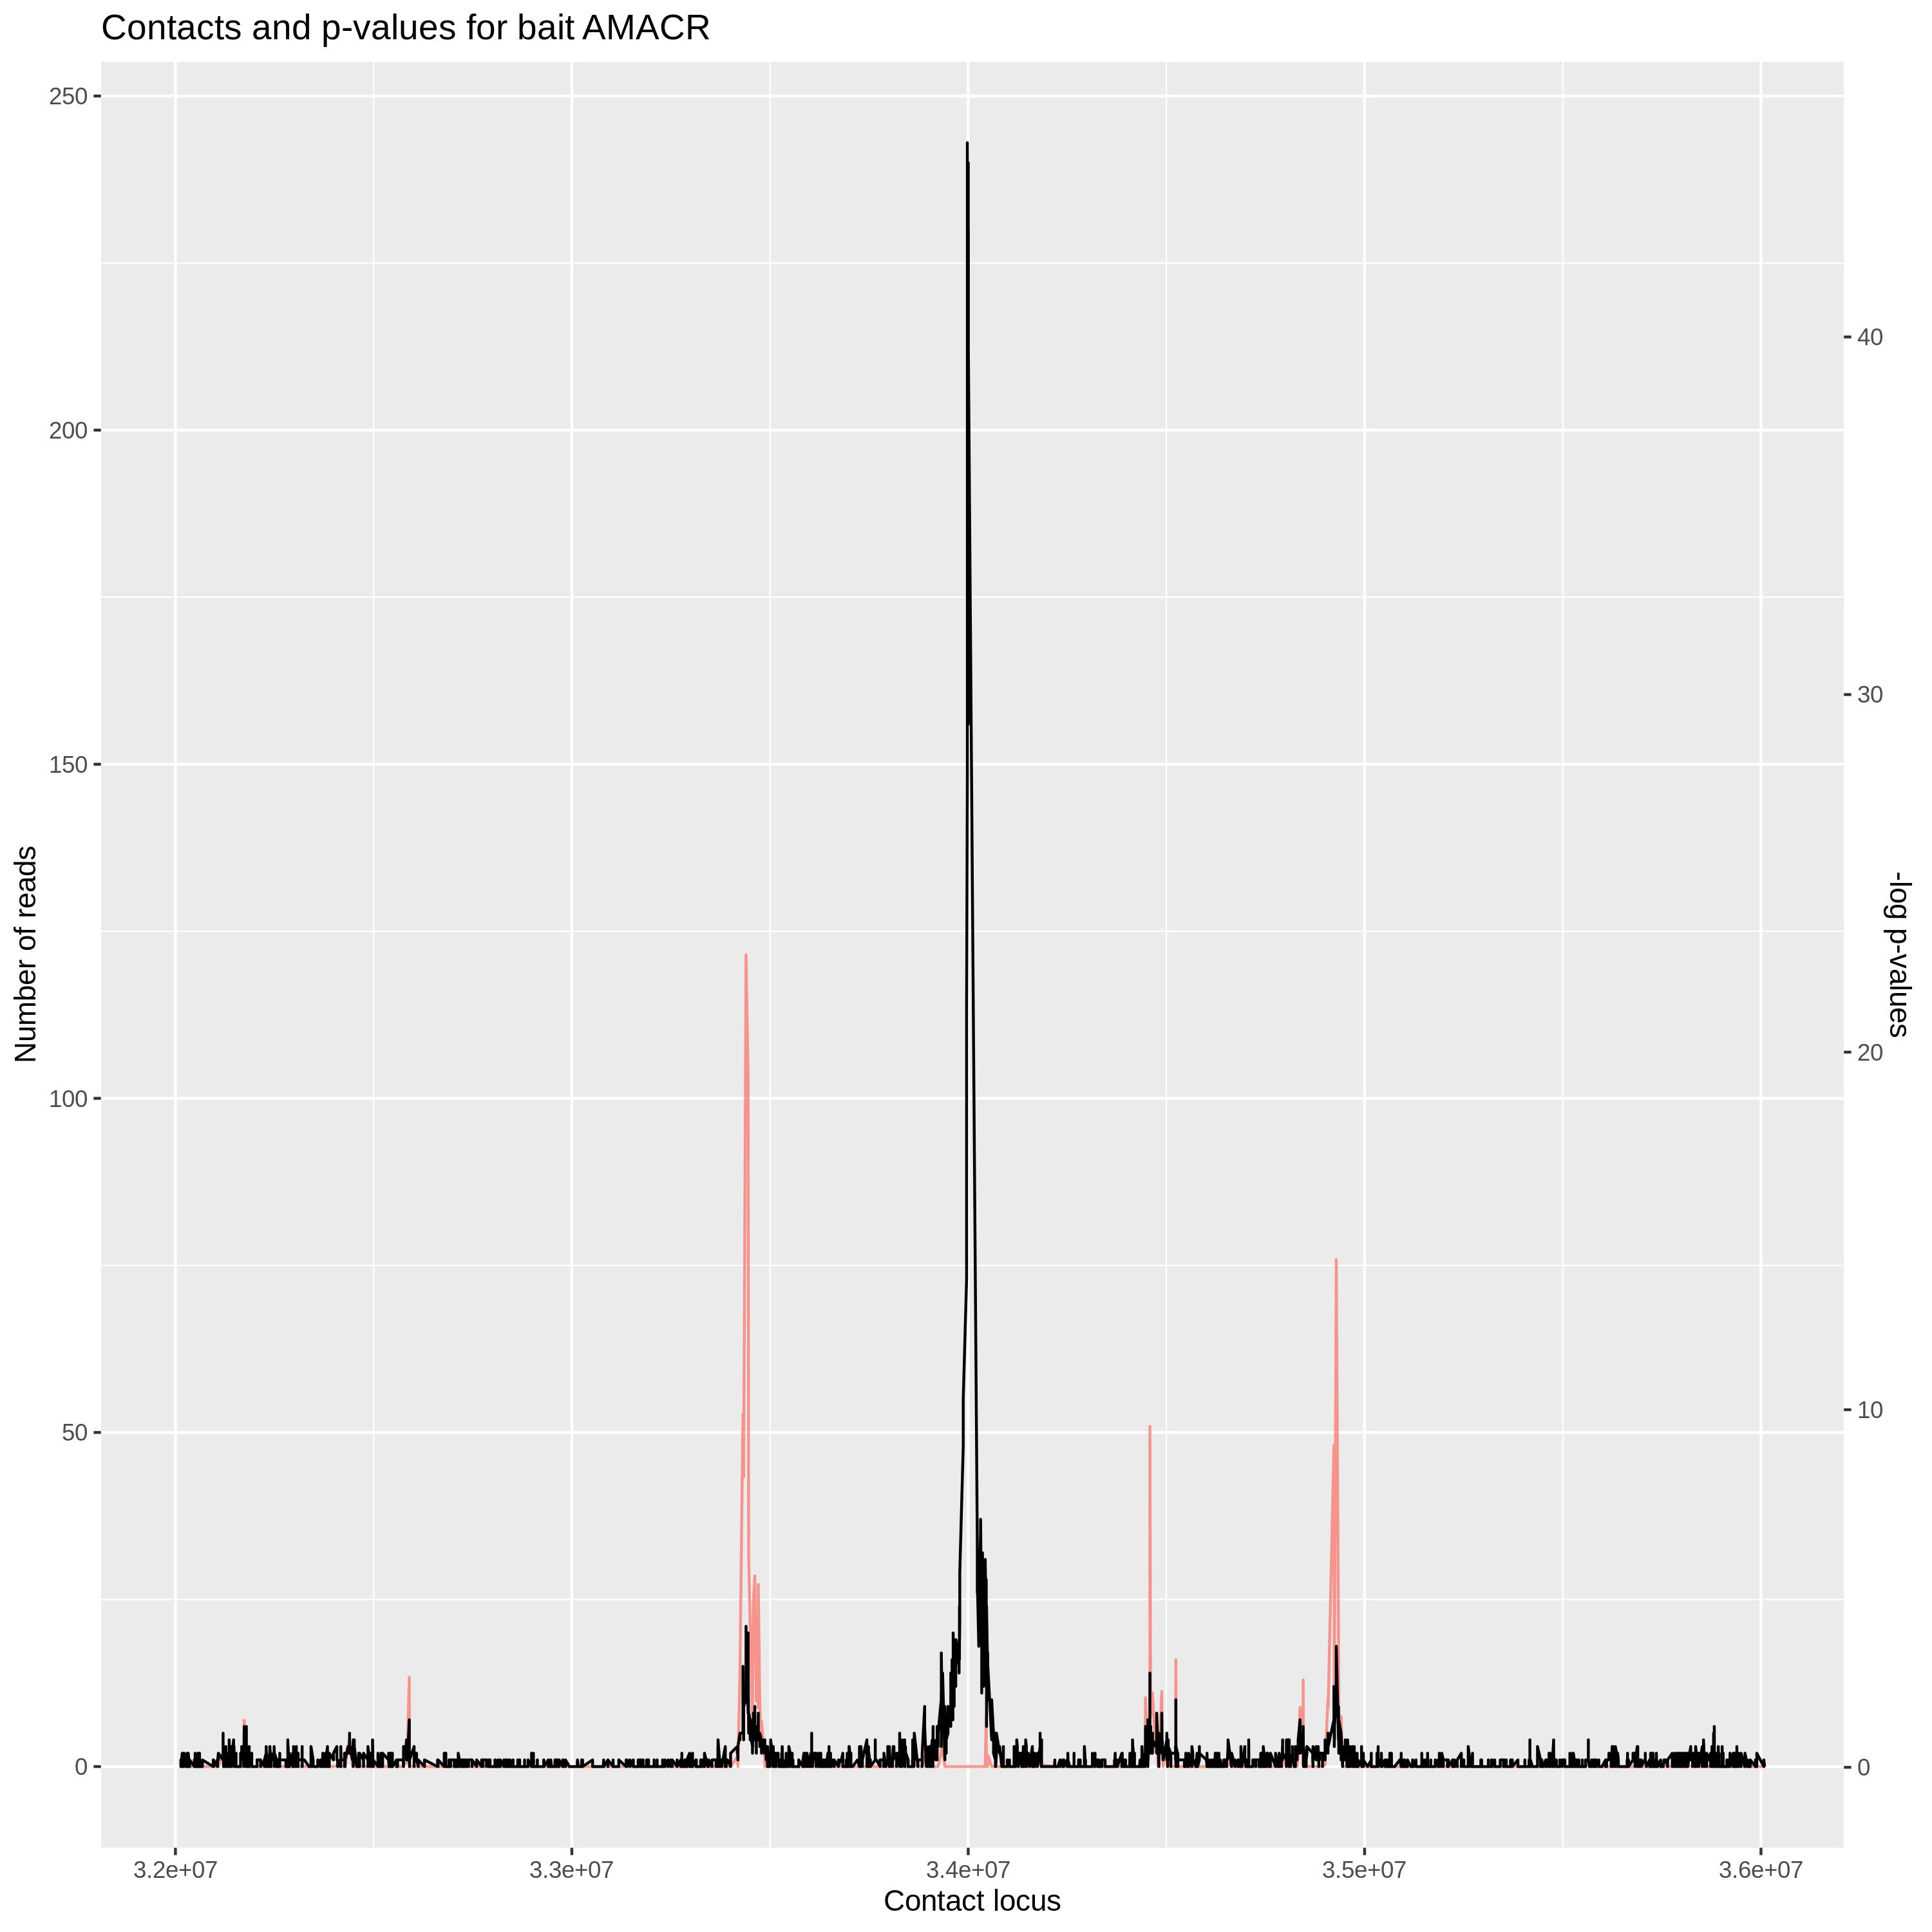 Contacts and p-values for bait AMACR
250
200
150
100
50
0
Number of reads
40
30
20
10
0
-log p-values
3.2e+07 3.3e+07 3.4e+07 3.5e+07 3.6e+07
Contact locus